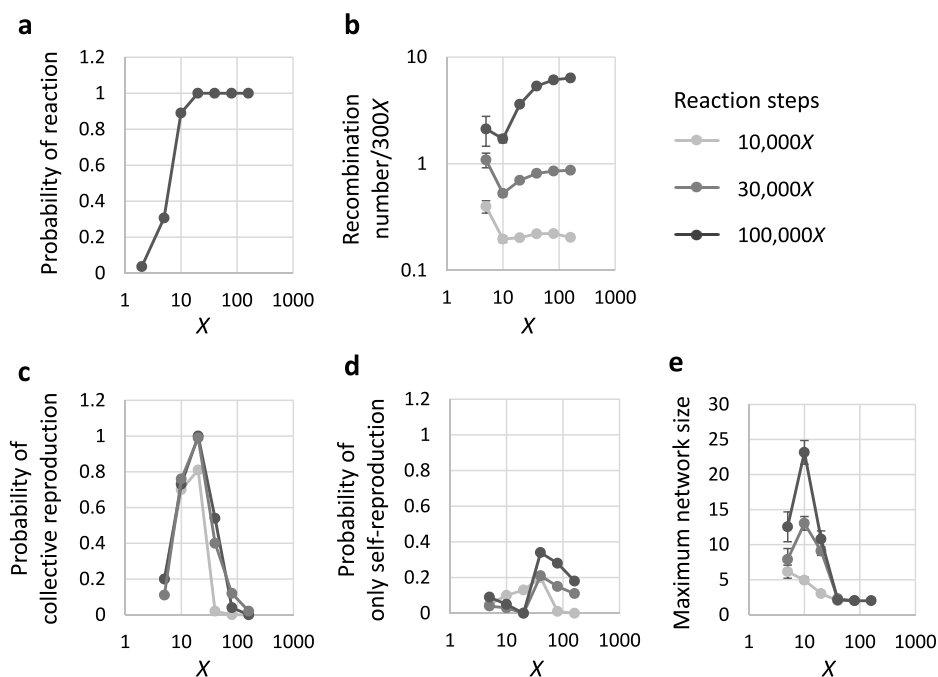 a
Probability of reaction
1.2
1
0.8
0.6
0.4
0.2
0
1 10 100 1000
X
b
Recombination
number/300X
10
1
0.1
1 10 100 1000
X
Reaction steps
10,000X
30,000X
100,000X
c
Probability of
collective reproduction
1.2
1
0.8
0.6
0.4
0.2
0
1 10 100 1000
X
d
Probability of
only self-reproduction
1.2
1
0.8
0.6
0.4
0.2
0
1 10 100 1000
X
e
Maximum network size
30
25
20
15
10
5
0
1 10 100 1000
X